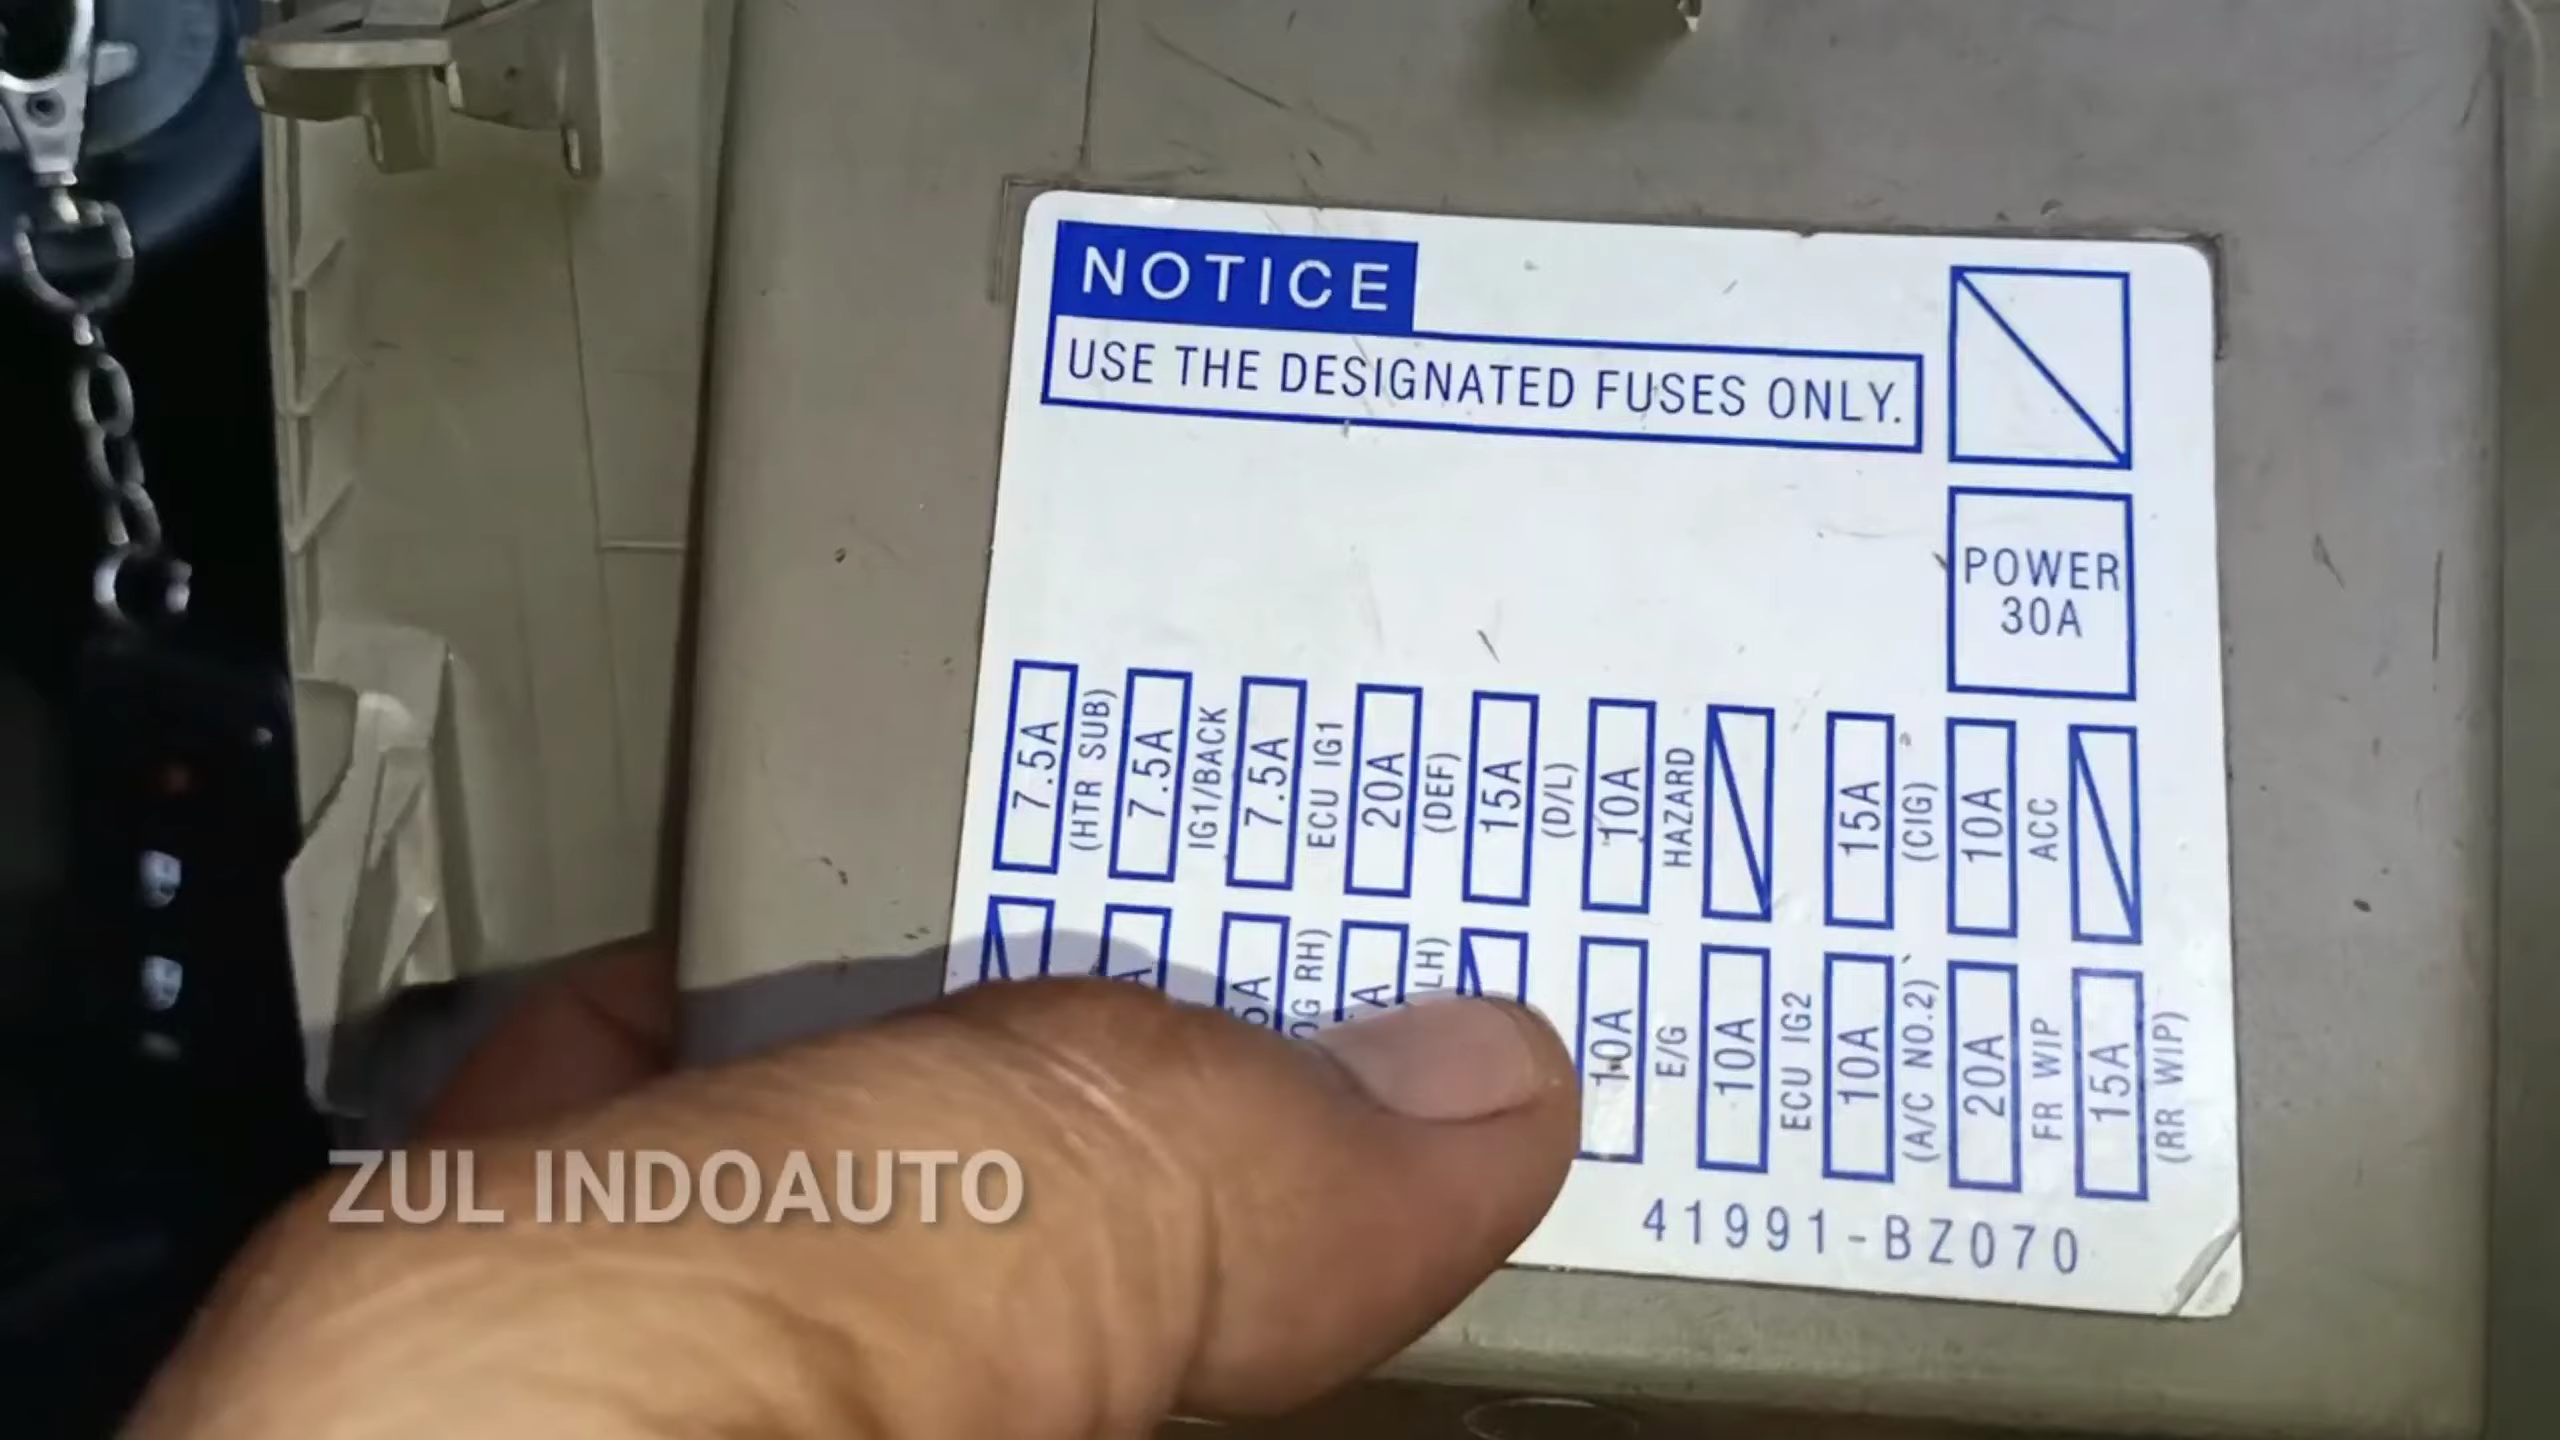 NOTICE
USE THE DESIGNATED FUSES ONLY.
POWER
30A
7.5A
(HTR SUB)
7.5A
IG1/BACK
7.5A
ECU IG1
20A
(DEF)
15A
(D/L)
10A
HAZARD
15A
(CIG)
10A
ACC
10A
E/G
10A
ECU IG2
10A
(A/C NO.2)
20A
FR WIP
15A
(RR WIP)
41991-BZ070
ZUL INDOAUTO